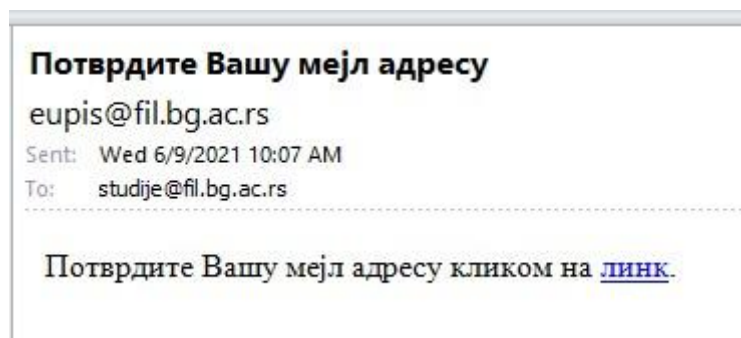 Потврдите Вашу мејл адресу
eupis@fil.bg.ac.rs
Sent: Wed 6/9/2021 10:07 AM
To: studije@fil.bg.ac.rs
Потврдите Вашу мејл адресу кликом на линк.